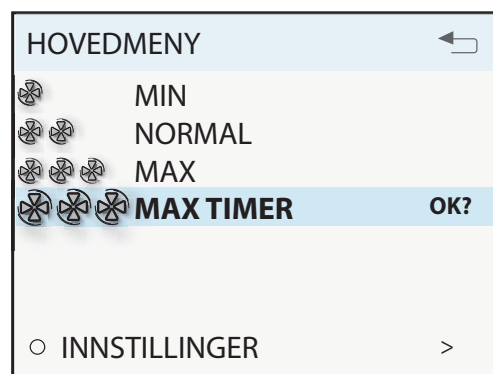 HOVEDMENY
MIN
NORMAL
MAX
MAX TIMER OK?
INNSTILLINGER >